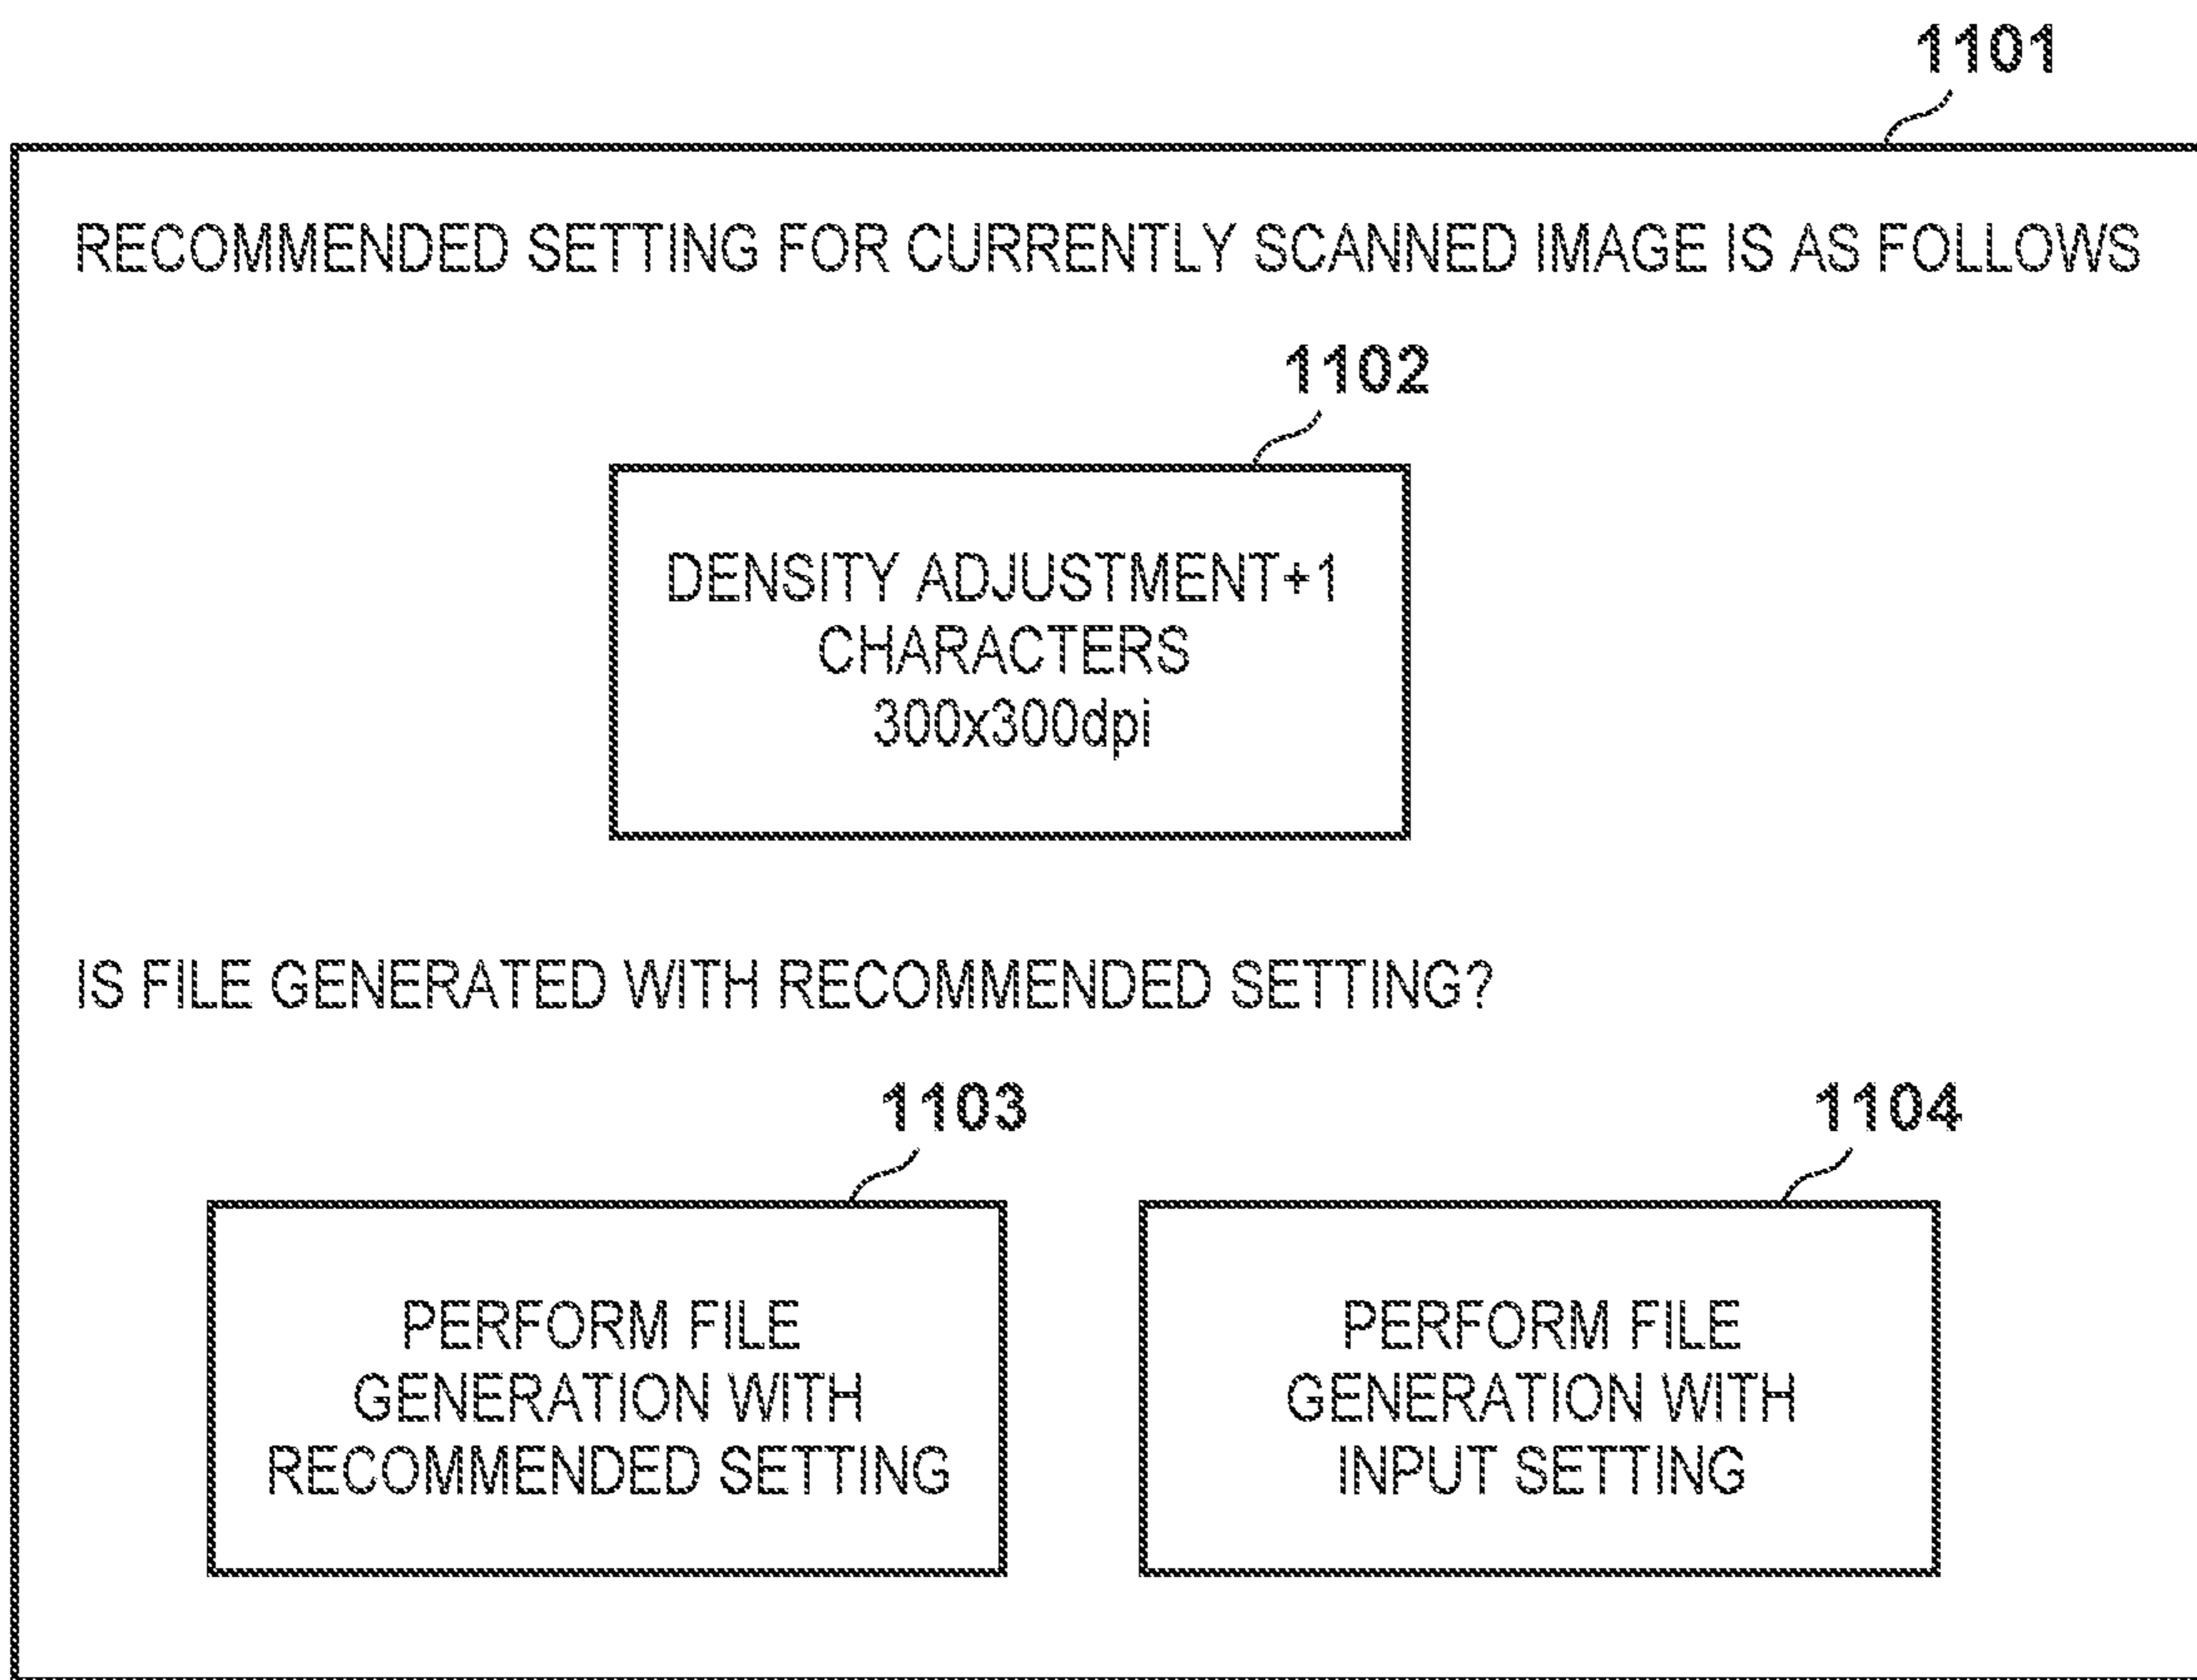 1101
RECOMMENDED SETTING FOR CURRENTLY SCANNED IMAGE IS AS FOLLOWS
1102
DENSITY ADJUSTMENT+1
CHARACTERS
300x300dpi
IS FILE GENERATED WITH RECOMMENDED SETTING?
1103
PERFORM FILE
GENERATION WITH
RECOMMENDED SETTING
1104
PERFORM FILE
GENERATION WITH
INPUT SETTING